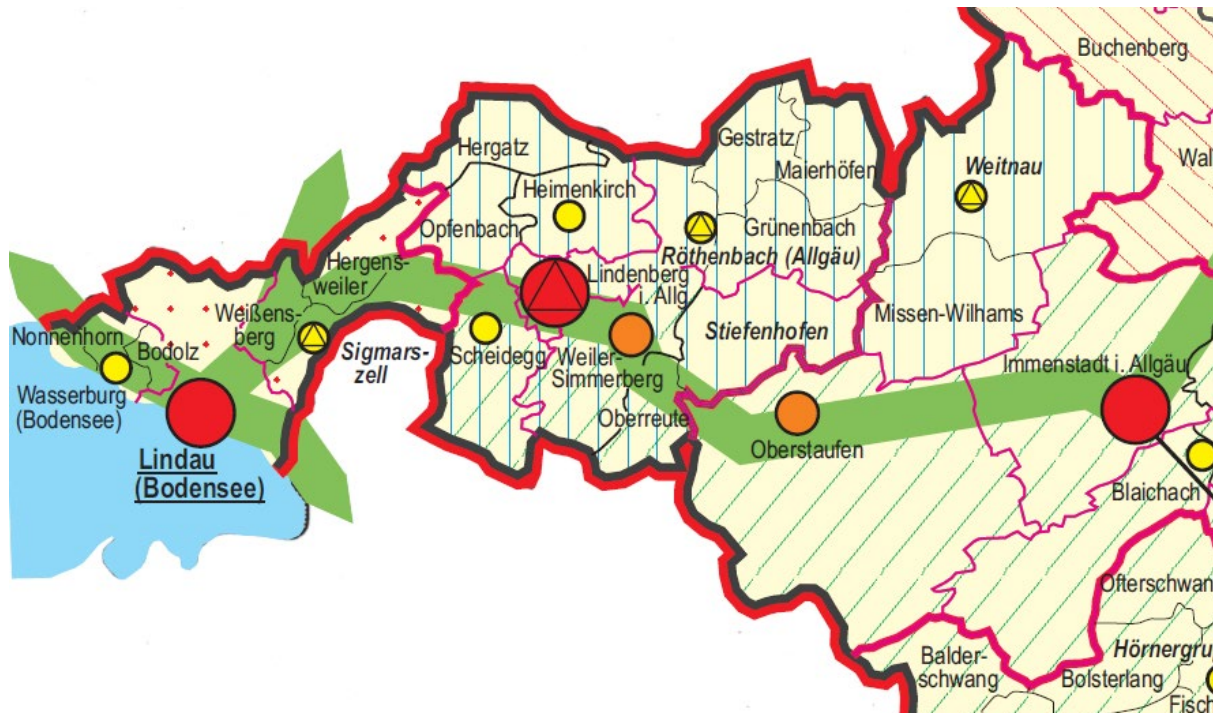 Buchenberg
Gestratz
Hergatz
Wal
Maierhöfen
Weitnau
Heimenkirch
Opfenbach
Grünenbach
Röthenbach (Allgäu)
Hergens-
weiler
Lindenberg
i. Allg
Weißens-
berg
Missen-Wilhams
Stiefenhofen
Nonnenhorn
Bodolz
Sigmars-
zell
Scheidegg
Weiler-
Simmerberg
Immenstadt i. Allgäu
Wasserburg
(Bodensee)
Oberreute
Oberstaufen
Lindau
(Bodensee)
Blaichach
Ofterschwan
Balder-
schwang
Hörnergru
Bolsterlang
Fisch